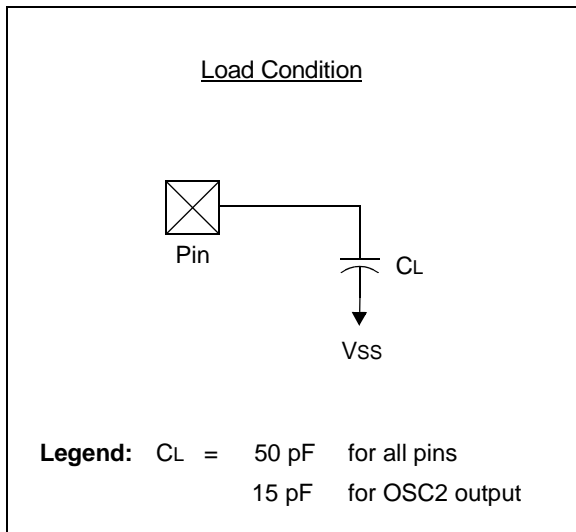 Load Condition
Pin
CL
VSS
Legend: CL = 50 pF for all pins
15 pF for OSC2 output